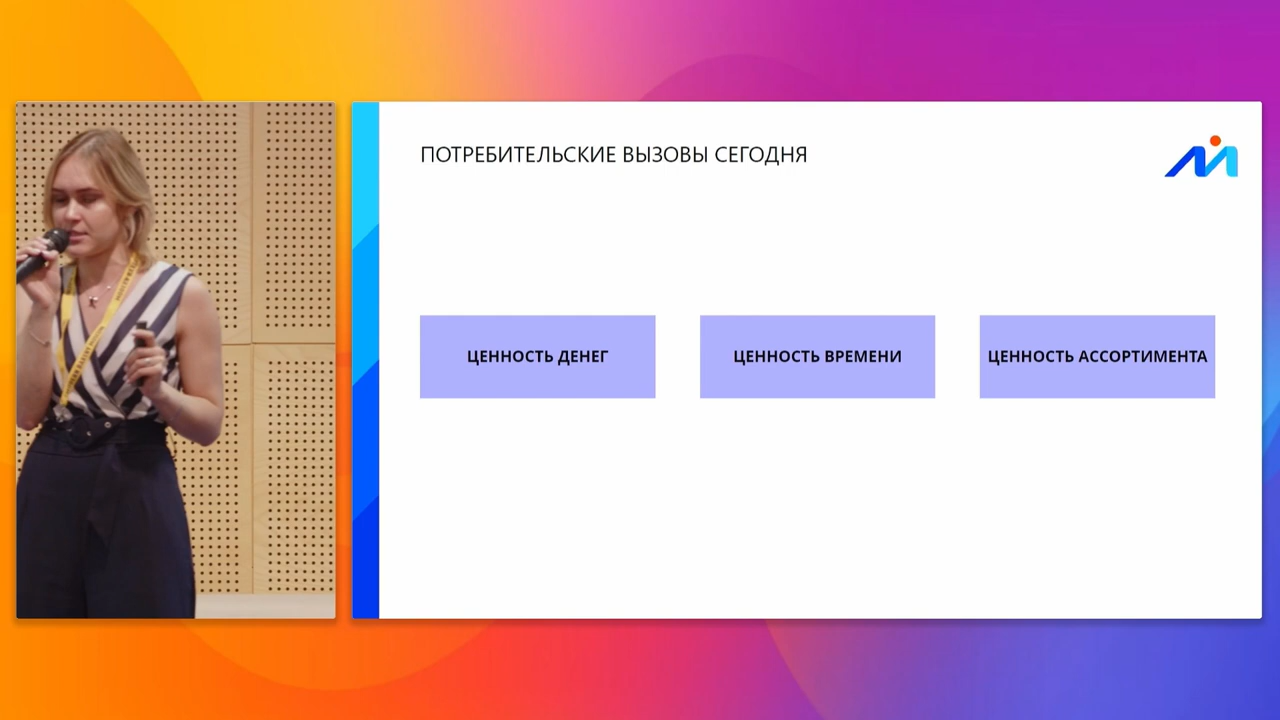 ПОТРЕБИТЕЛЬСКИЕ ВЫЗОВЫ СЕГОДНЯ
ЦЕННОСТЬ ДЕНЕГ
ЦЕННОСТЬ ВРЕМЕНИ
ЦЕННОСТЬ АССОРТИМЕНТА